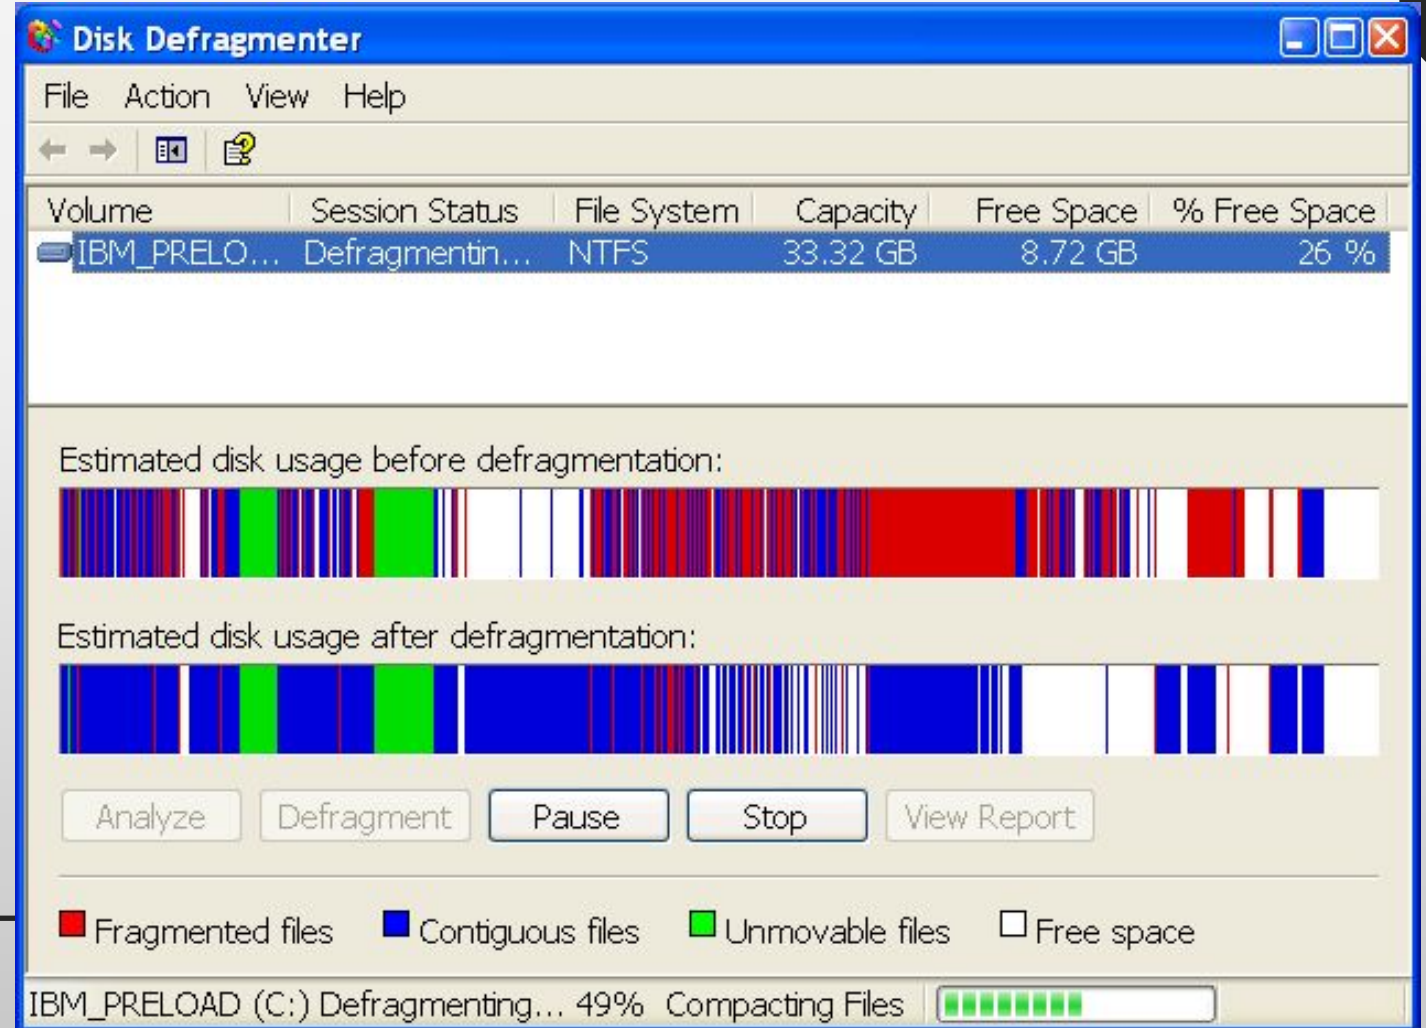 Disk Defragmenter
File Action View Help
Volume Session Status File System Capacity Free Space % Free Space
IBM_PRELO... Defragmentin... NTFS 33.32 GB 8.72 GB 26 %
Estimated disk usage before defragmentation:
Estimated disk usage after defragmentation:
Analyze Defragment Pause Stop View Report
Fragmented files Contiguous files Unmovable files Free space
IBM_PRELOAD (C:) Defragmenting... 49% Compacting Files